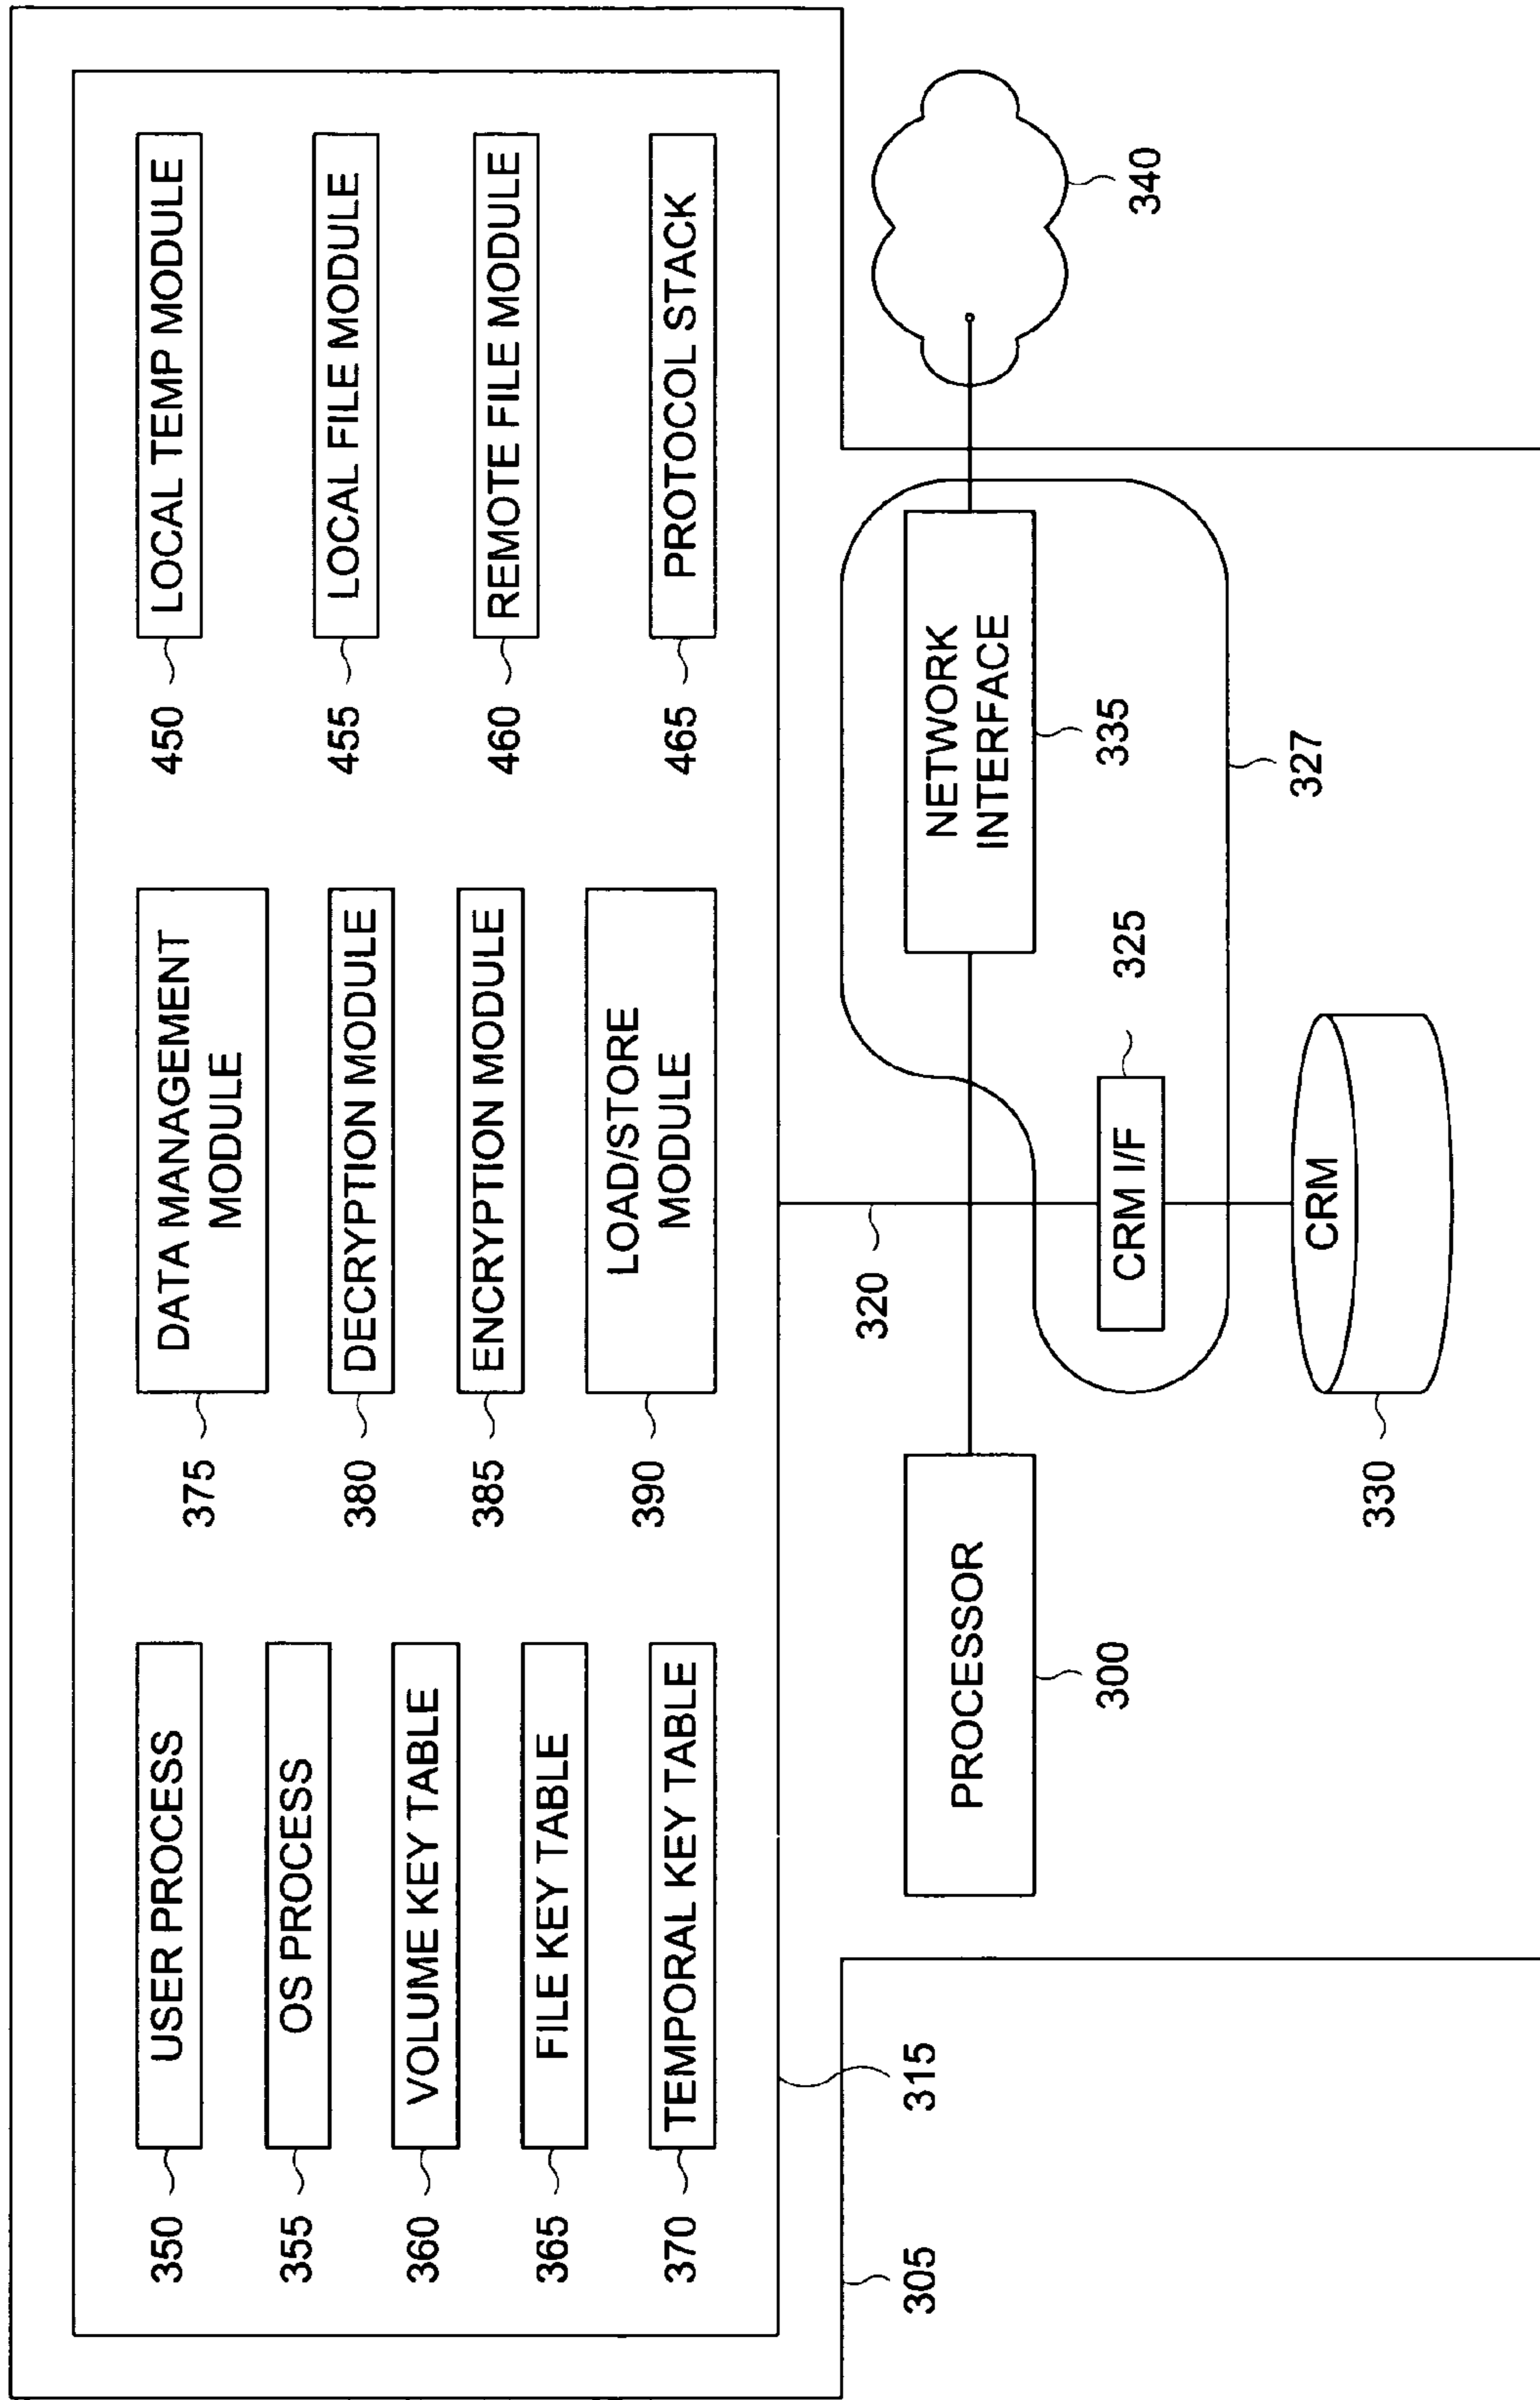 350
USER PROCESS
355
OS PROCESS
360
VOLUME KEY TABLE
365
FILE KEY TABLE
370
TEMPORAL KEY TABLE
375
DATA MANAGEMENT
MODULE
380
DECRYPTION MODULE
385
ENCRYPTION MODULE
390
LOAD/STORE
MODULE
450
LOCAL TEMP MODULE
455
LOCAL FILE MODULE
460
REMOTE FILE MODULE
465
PROTOCOL STACK
305
315
PROCESSOR
300
320
NETWORK
INTERFACE
335
340
CRM I/F
325
327
CRM
330